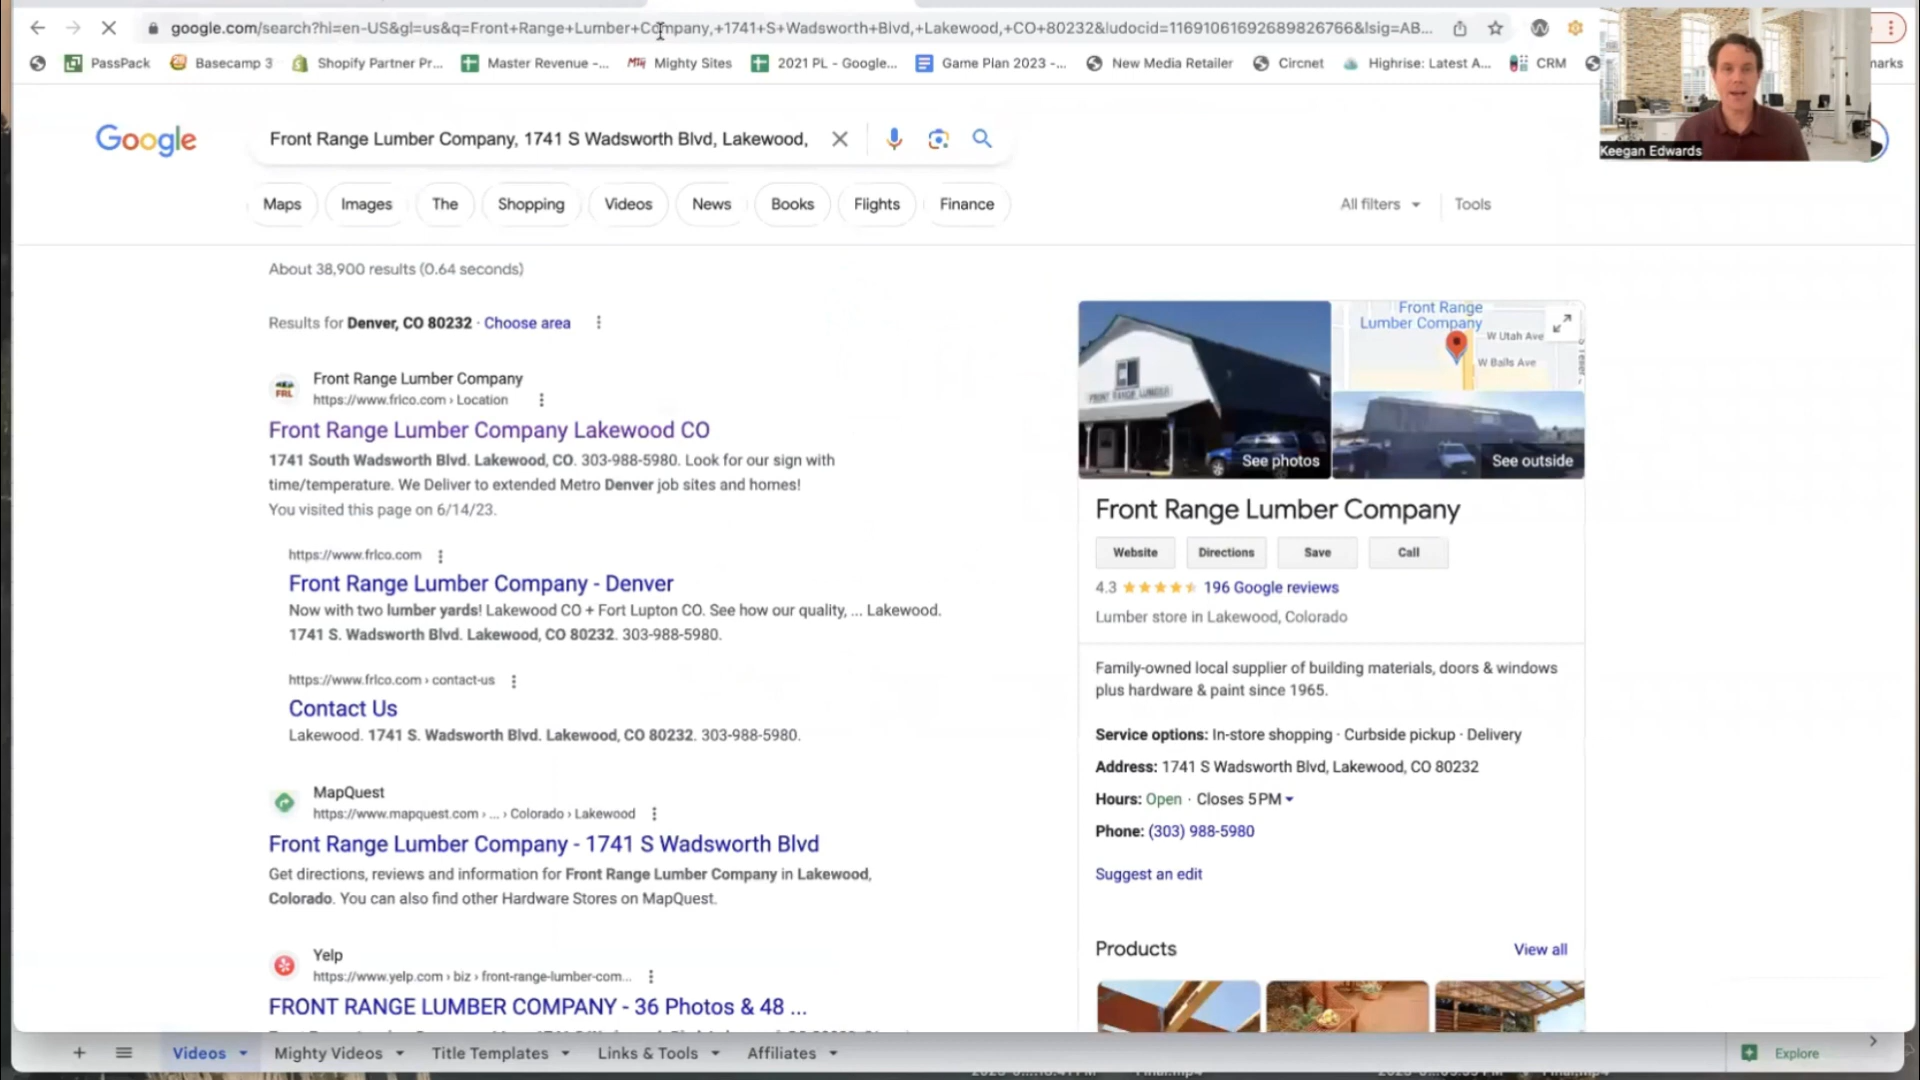 google.com/search?hl=en-US&gl=us&q=Front+Range+Lumber+Company,+1741+S+Wadsworth+Blvd,+Lakewood,+CO+80232&ludocid=11691061692689826766&lsig=AB...
PassPack Basecamp 3 Shopify Partner Pr... Master Revenue -... Mighty Sites 2021 PL - Google... Game Plan 2023 -... New Media Retailer Circnet Highrise: Latest A... CRM
Keegan Edwards
Google Front Range Lumber Company, 1741 S Wadsworth Blvd, Lakewood,
Maps Images The Shopping Videos News Books Flights Finance All filters Tools
About 38,900 results (0.64 seconds)
Results for Denver, CO 80232 · Choose area
Front Range Lumber Company
https://www.frlco.com › Location
Front Range Lumber Company Lakewood CO
1741 South Wadsworth Blvd. Lakewood, CO. 303-988-5980. Look for our sign with
time/temperature. We Deliver to extended Metro Denver job sites and homes!
You visited this page on 6/14/23.
https://www.frlco.com
Front Range Lumber Company - Denver
Now with two lumber yards! Lakewood CO + Fort Lupton CO. See how our quality, ... Lakewood.
1741 S. Wadsworth Blvd. Lakewood, CO 80232. 303-988-5980.
https://www.frlco.com › contact-us
Contact Us
Lakewood. 1741 S. Wadsworth Blvd. Lakewood, CO 80232. 303-988-5980.
MapQuest
https://www.mapquest.com › ... › Colorado › Lakewood
Front Range Lumber Company - 1741 S Wadsworth Blvd
Get directions, reviews and information for Front Range Lumber Company in Lakewood,
Colorado. You can also find other Hardware Stores on MapQuest.
Yelp
https://www.yelp.com › biz › front-range-lumber-com...
FRONT RANGE LUMBER COMPANY - 36 Photos & 48 ...
FRONT RANGE LUMBER
See photos
Front Range
Lumber Company
W Utah Ave
W Balls Ave
See outside
Front Range Lumber Company
Website Directions Save Call
4.3 196 Google reviews
Lumber store in Lakewood, Colorado
Family-owned local supplier of building materials, doors & windows
plus hardware & paint since 1965.
Service options: In-store shopping · Curbside pickup · Delivery
Address: 1741 S Wadsworth Blvd, Lakewood, CO 80232
Hours: Open · Closes 5PM
Phone: (303) 988-5980
Suggest an edit
Products View all
Videos Mighty Videos Title Templates Links & Tools Affiliates Explore